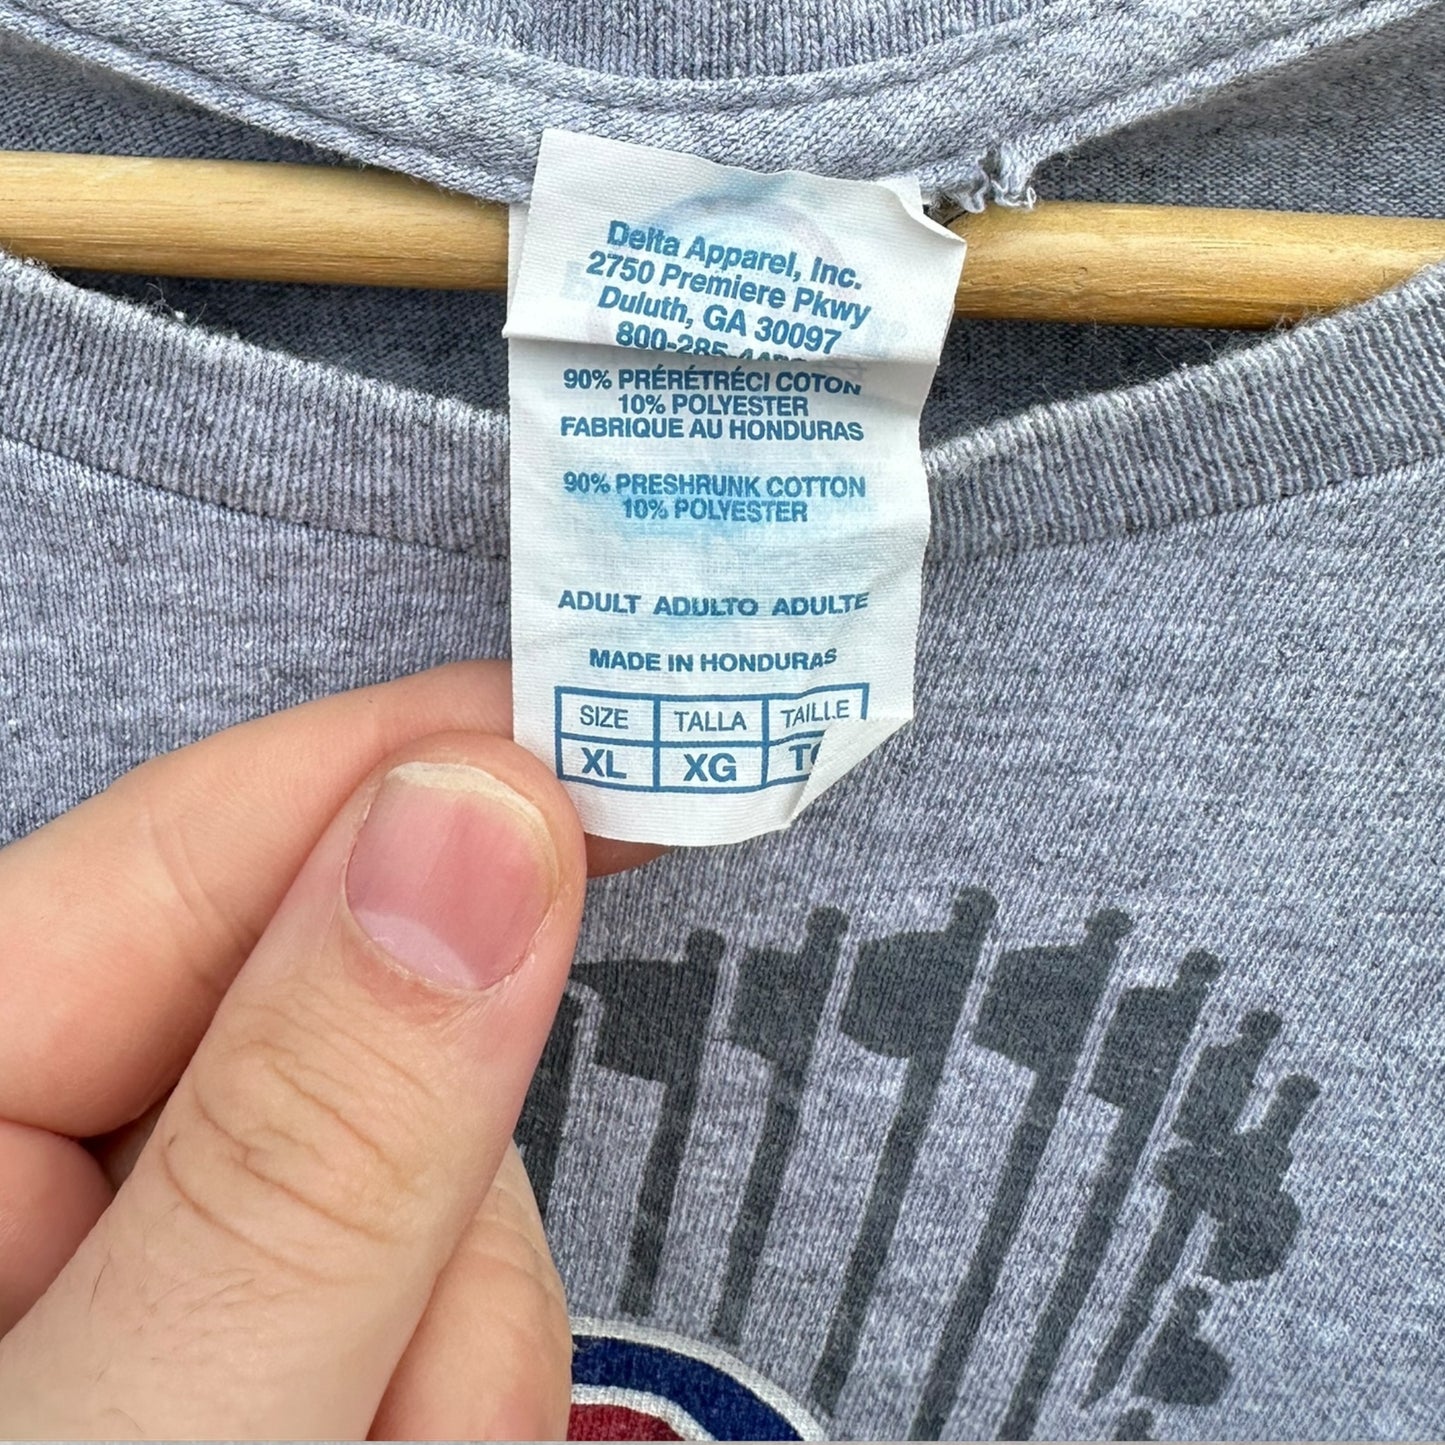 Delta Apparel, Inc.
2750 Premiere Pkwy
Duluth, GA 30097
90% PRÉRÉTRÉCI COTON
10% POLYESTER
FABRIQUE AU HONDURAS
90% PRESHRUNK COTTON
10% POLYESTER
ADULT ADULTO ADULTE
MADE IN HONDURAS
SIZE TALLA TAILLE
XL XG